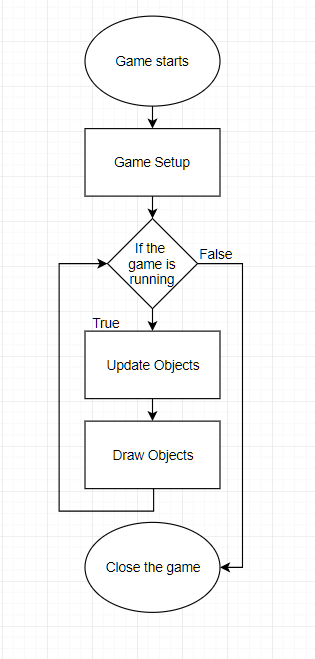 Game starts
Game Setup
If the
game is
running
False
True
Update Objects
Draw Objects
Close the game